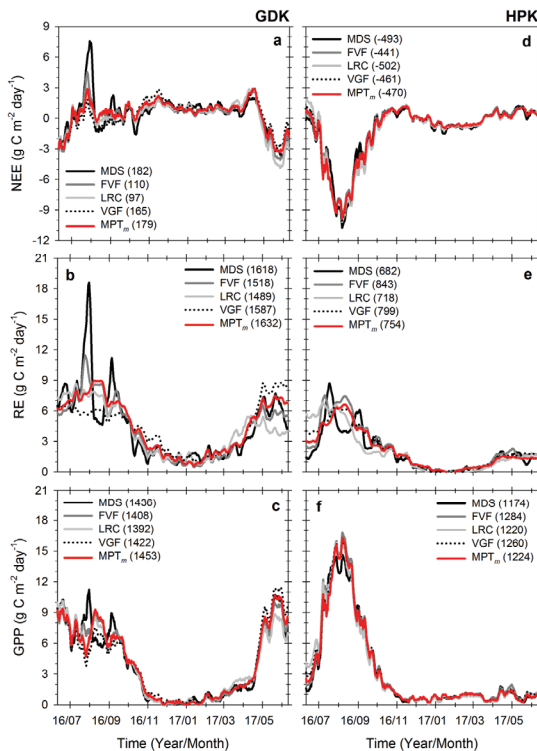 GDK
HPK
NEE (g C m-2 day-1)
9
6
3
0
-3
-6
-9
-12
a
MDS (182)
FVF (110)
LRC (97)
VGF (165)
MPTm (179)
d
MDS (-493)
FVF (-441)
LRC (-502)
VGF (-461)
MPTm (-470)
RE (g C m-2 day-1)
21
18
15
12
9
6
3
0
b
MDS (1618)
FVF (1518)
LRC (1489)
VGF (1587)
MPTm (1632)
e
MDS (682)
FVF (843)
LRC (718)
VGF (799)
MPTm (754)
GPP (g C m-2 day-1)
21
18
15
12
9
6
3
0
c
MDS (1436)
FVF (1408)
LRC (1392)
VGF (1422)
MPTm (1453)
f
MDS (1174)
FVF (1284)
LRC (1220)
VGF (1260)
MPTm (1224)
16/07 16/09 16/11 17/01 17/03 17/05
16/07 16/09 16/11 17/01 17/03 17/05
Time (Year/Month)
Time (Year/Month)